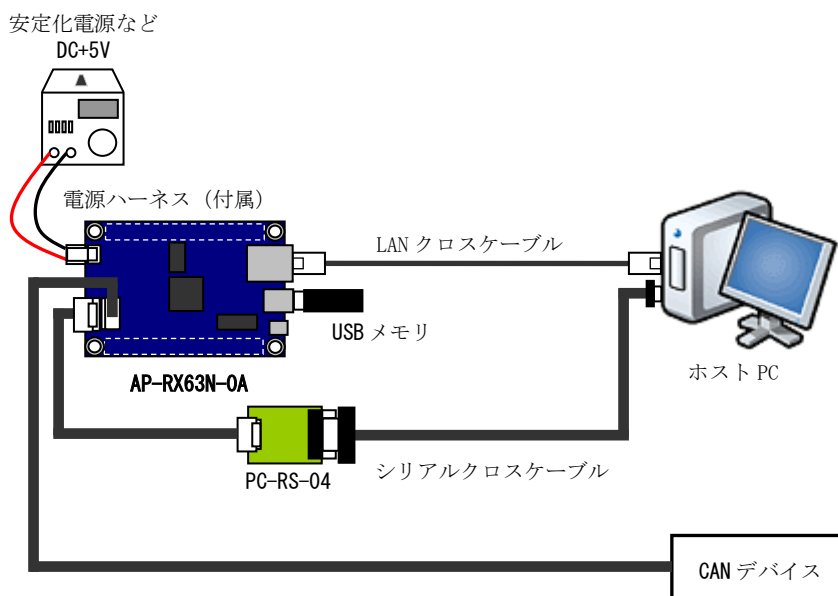 安定化電源など
DC+5V
電源ハーネス（付属）
LAN クロスケーブル
USB メモリ
ホスト PC
AP-RX63N-0A
PC-RS-04
シリアルクロスケーブル
CAN デバイス